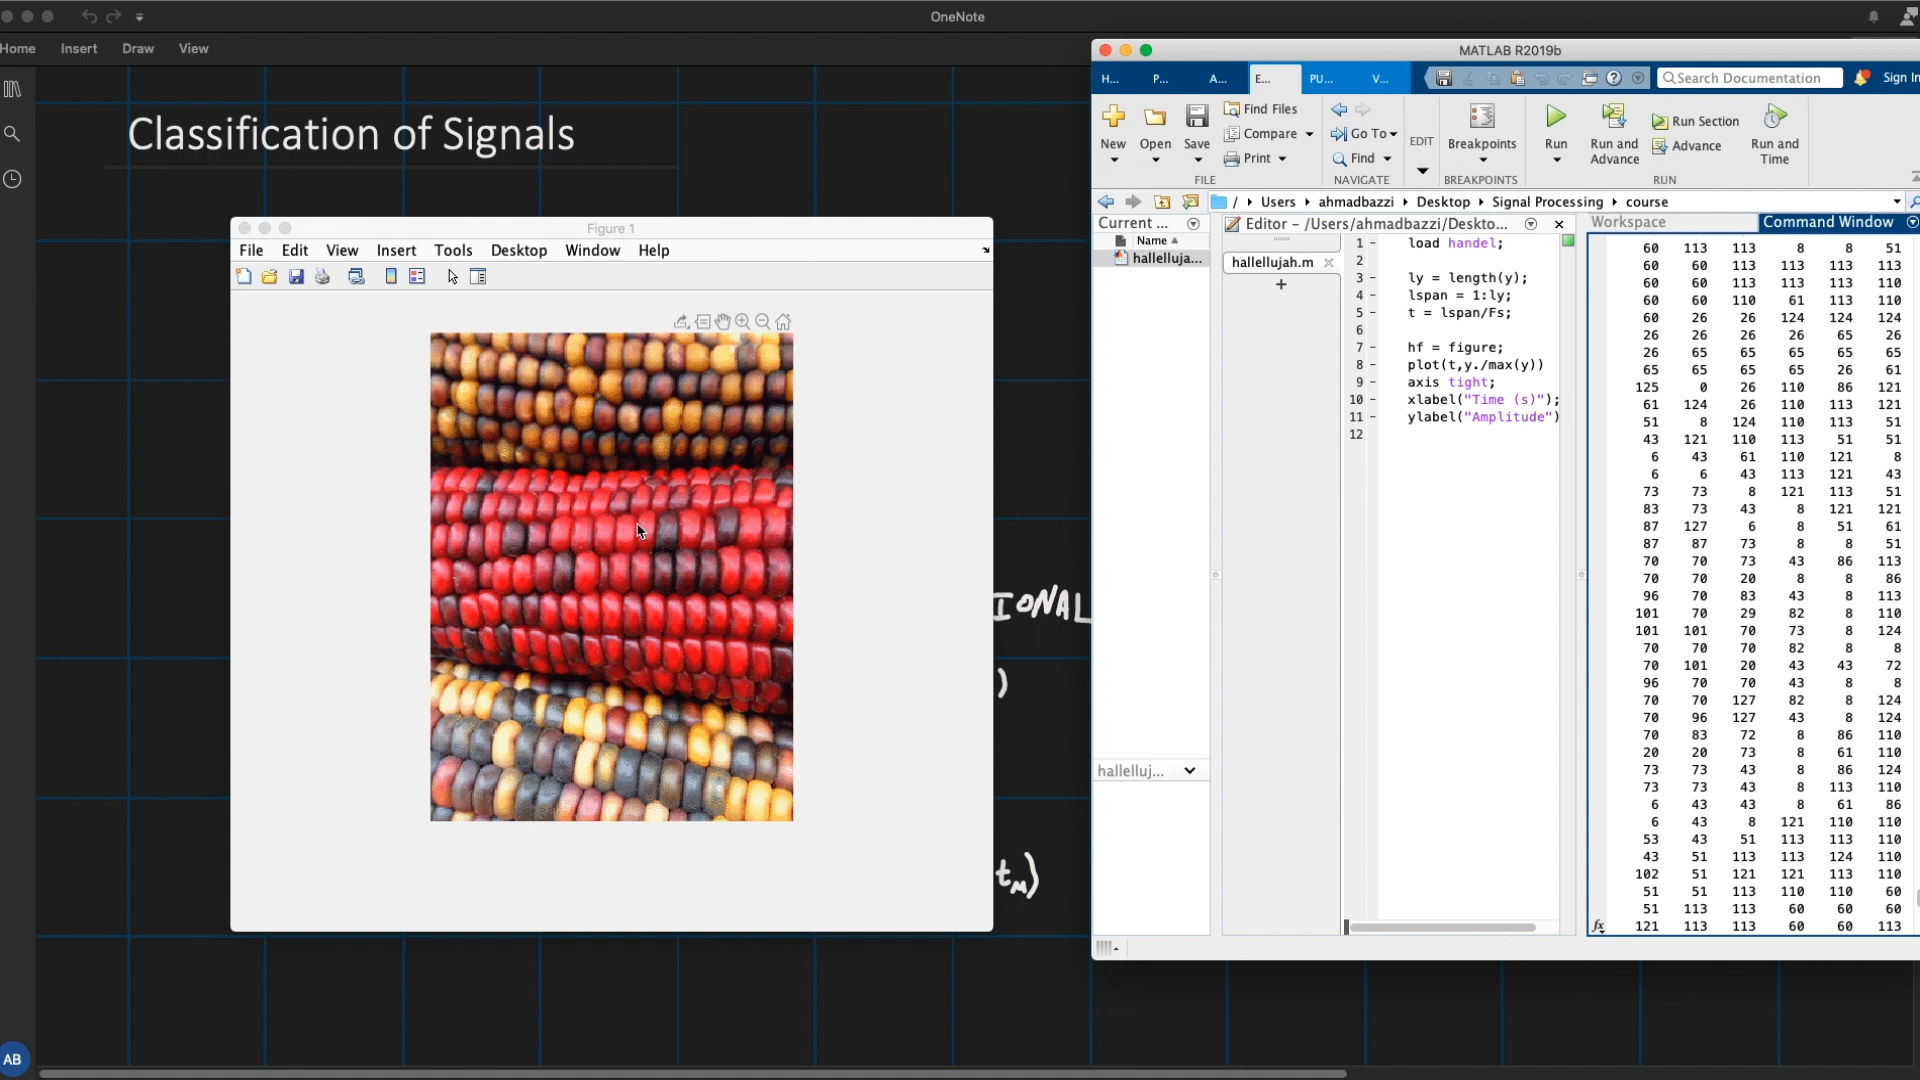 OneNote
Home Insert Draw View
Classification of Signals
IONAL
)
tM)
AB
Figure 1
File Edit View Insert Tools Desktop Window Help
MATLAB R2019b
H... P... A... E... PU... V... Search Documentation Sign In
New Open Save Find Files Compare Print
Go To Find
EDIT
Breakpoints
Run Run and Advance Run Section Advance Run and Time
FILE NAVIGATE BREAKPOINTS RUN
/ Users ahmadbazzi Desktop Signal Processing course
Current ...
Name
hallelluja...
hallelluj...
Editor – /Users/ahmadbazzi/Deskto...
hallellujah.m
+
1 - load handel;
2
3 - ly = length(y);
4 - lspan = 1:ly;
5 - t = lspan/Fs;
6
7 - hf = figure;
8 - plot(t,y./max(y))
9 - axis tight;
10 - xlabel("Time (s)");
11 - ylabel("Amplitude")
12
Workspace Command Window
60 113 113 8 8 51
60 60 113 113 113 113
60 60 113 113 113 110
60 60 110 61 113 110
60 26 26 124 124 124
26 26 26 26 65 26
26 65 65 65 65 65
65 65 65 65 26 61
125 0 26 110 86 121
61 124 26 110 113 121
51 8 124 110 113 51
43 121 110 113 51 51
6 43 61 110 121 8
6 6 43 113 121 43
73 73 8 121 113 51
83 73 43 8 121 121
87 127 6 8 51 61
87 87 73 8 8 51
70 70 73 43 86 113
70 70 20 8 8 86
96 70 83 43 8 113
101 70 29 82 8 110
101 101 70 73 8 124
70 70 70 82 8 8
70 101 20 43 43 72
96 70 70 43 8 8
70 70 127 82 8 124
70 96 127 43 8 124
70 83 72 8 86 110
20 20 73 8 61 110
73 73 43 8 86 124
73 73 43 8 113 110
6 43 43 8 61 86
6 43 8 121 110 110
53 43 51 113 113 110
43 51 113 113 124 110
102 51 121 121 113 110
51 51 113 110 110 60
51 113 113 60 60 60
121 113 113 60 60 113
fx